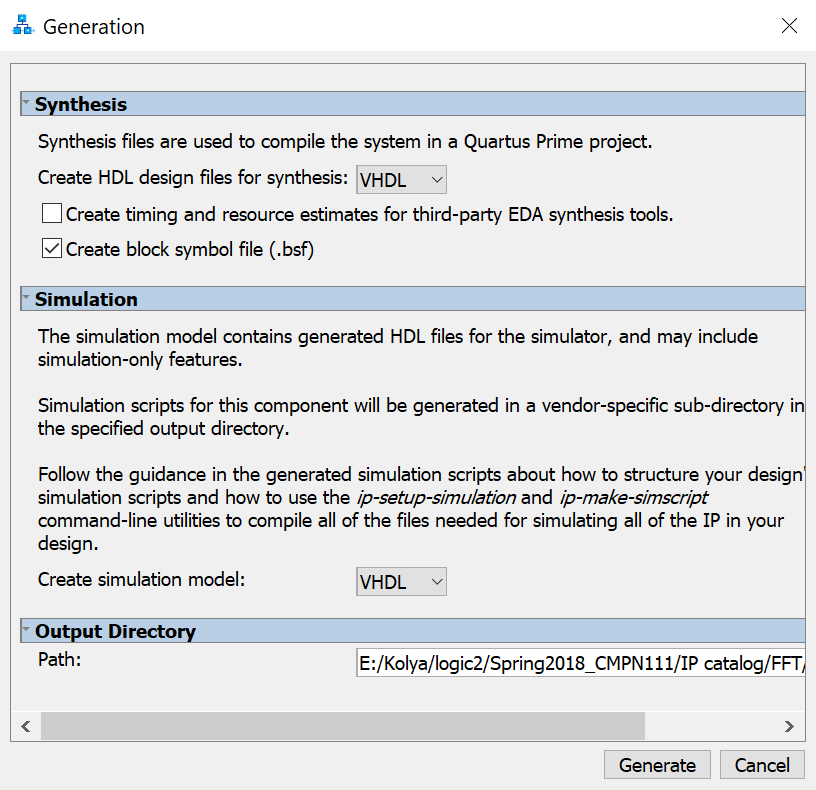 Generation
Synthesis
Synthesis files are used to compile the system in a Quartus Prime project.
Create HDL design files for synthesis: VHDL
Create timing and resource estimates for third-party EDA synthesis tools.
Create block symbol file (.bsf)
Simulation
The simulation model contains generated HDL files for the simulator, and may include
simulation-only features.
Simulation scripts for this component will be generated in a vendor-specific sub-directory in
the specified output directory.
Follow the guidance in the generated simulation scripts about how to structure your design'
simulation scripts and how to use the ip-setup-simulation and ip-make-simscript
command-line utilities to compile all of the files needed for simulating all of the IP in your
design.
Create simulation model: VHDL
Output Directory
Path: E:/Kolya/logic2/Spring2018_CMPN111/IP catalog/FFT/
Generate Cancel